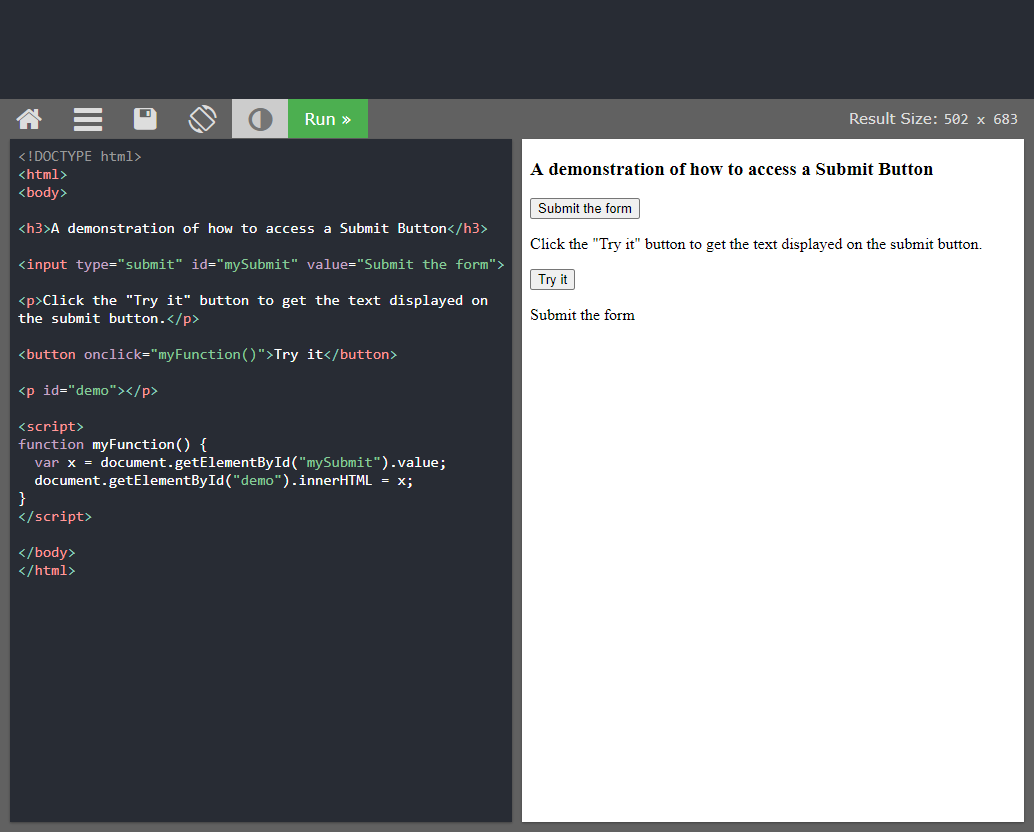 Run »
Result Size: 502 x 683
<!DOCTYPE html>
<html>
<body>
<h3>A demonstration of how to access a Submit Button</h3>
<input type="submit" id="mySubmit" value="Submit the form">
<p>Click the "Try it" button to get the text displayed on
the submit button.</p>
<button onclick="myFunction()">Try it</button>
<p id="demo"></p>
<script>
function myFunction() {
  var x = document.getElementById("mySubmit").value;
  document.getElementById("demo").innerHTML = x;
}
</script>
</body>
</html>
A demonstration of how to access a Submit Button
Submit the form
Click the "Try it" button to get the text displayed on the submit button.
Try it
Submit the form